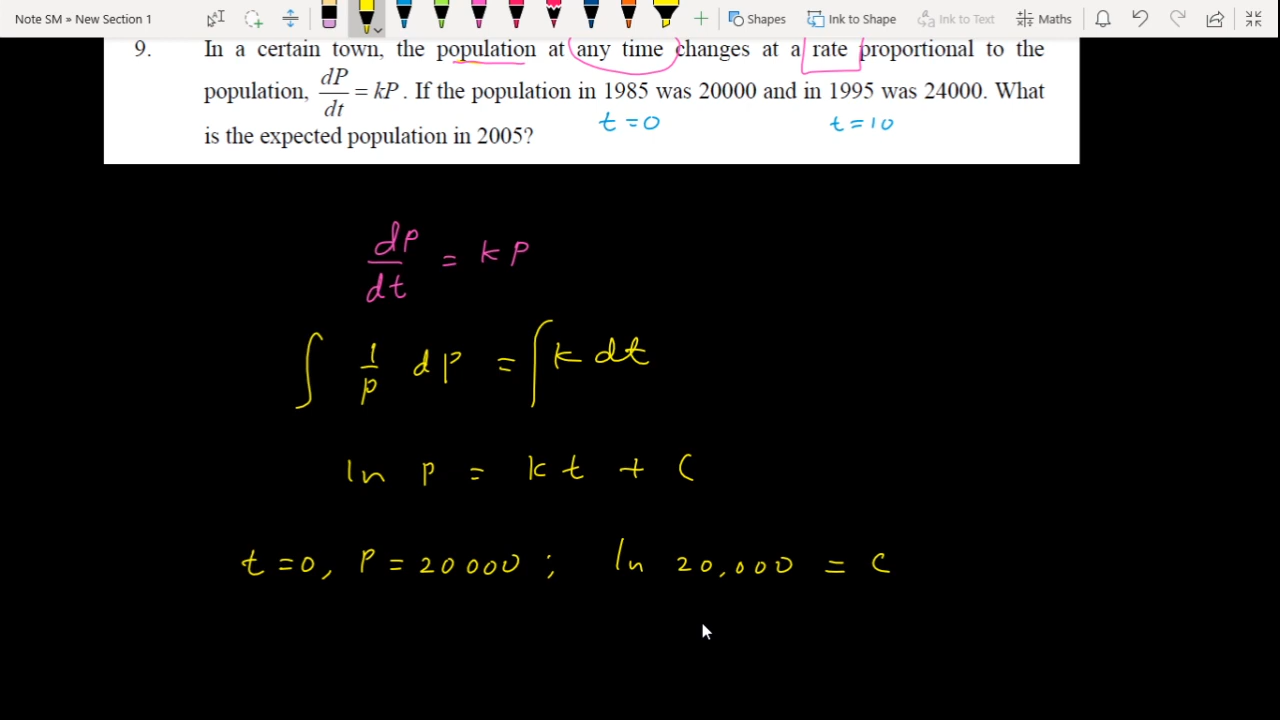 Note SM » New Section 1
Shapes Ink to Shape Ink to Text Maths
9. In a certain town, the population at any time changes at a rate proportional to the
population, dP/dt = kP. If the population in 1985 was 20000 and in 1995 was 24000. What
t = 0 t = 10
is the expected population in 2005?
dP/dt = kP
∫ 1/P dP = ∫ k dt
ln P = kt + C
t = 0, P = 20000 ; ln 20,000 = C